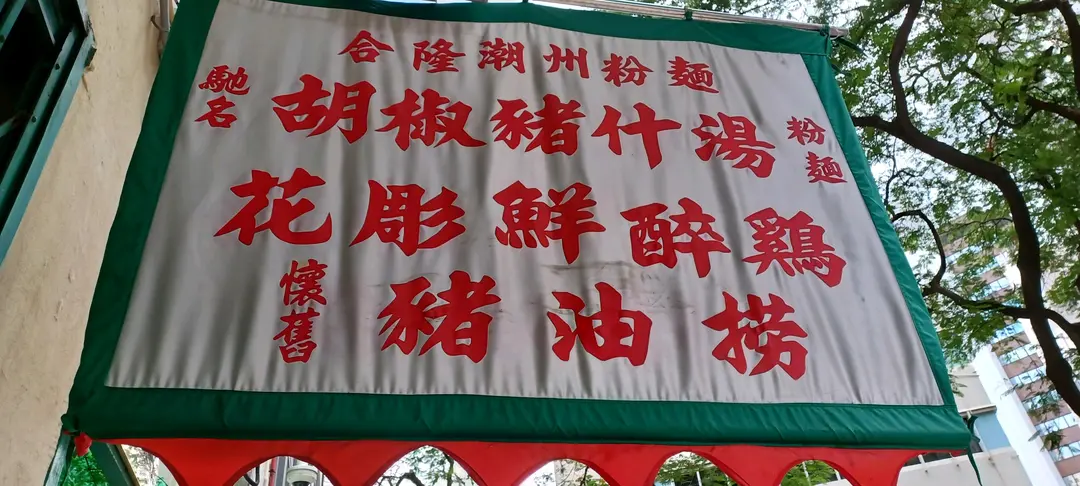 合隆潮州粉麵
馳名 胡椒豬什湯 粉麵
花彫鮮醉鷄
懷舊 豬油撈